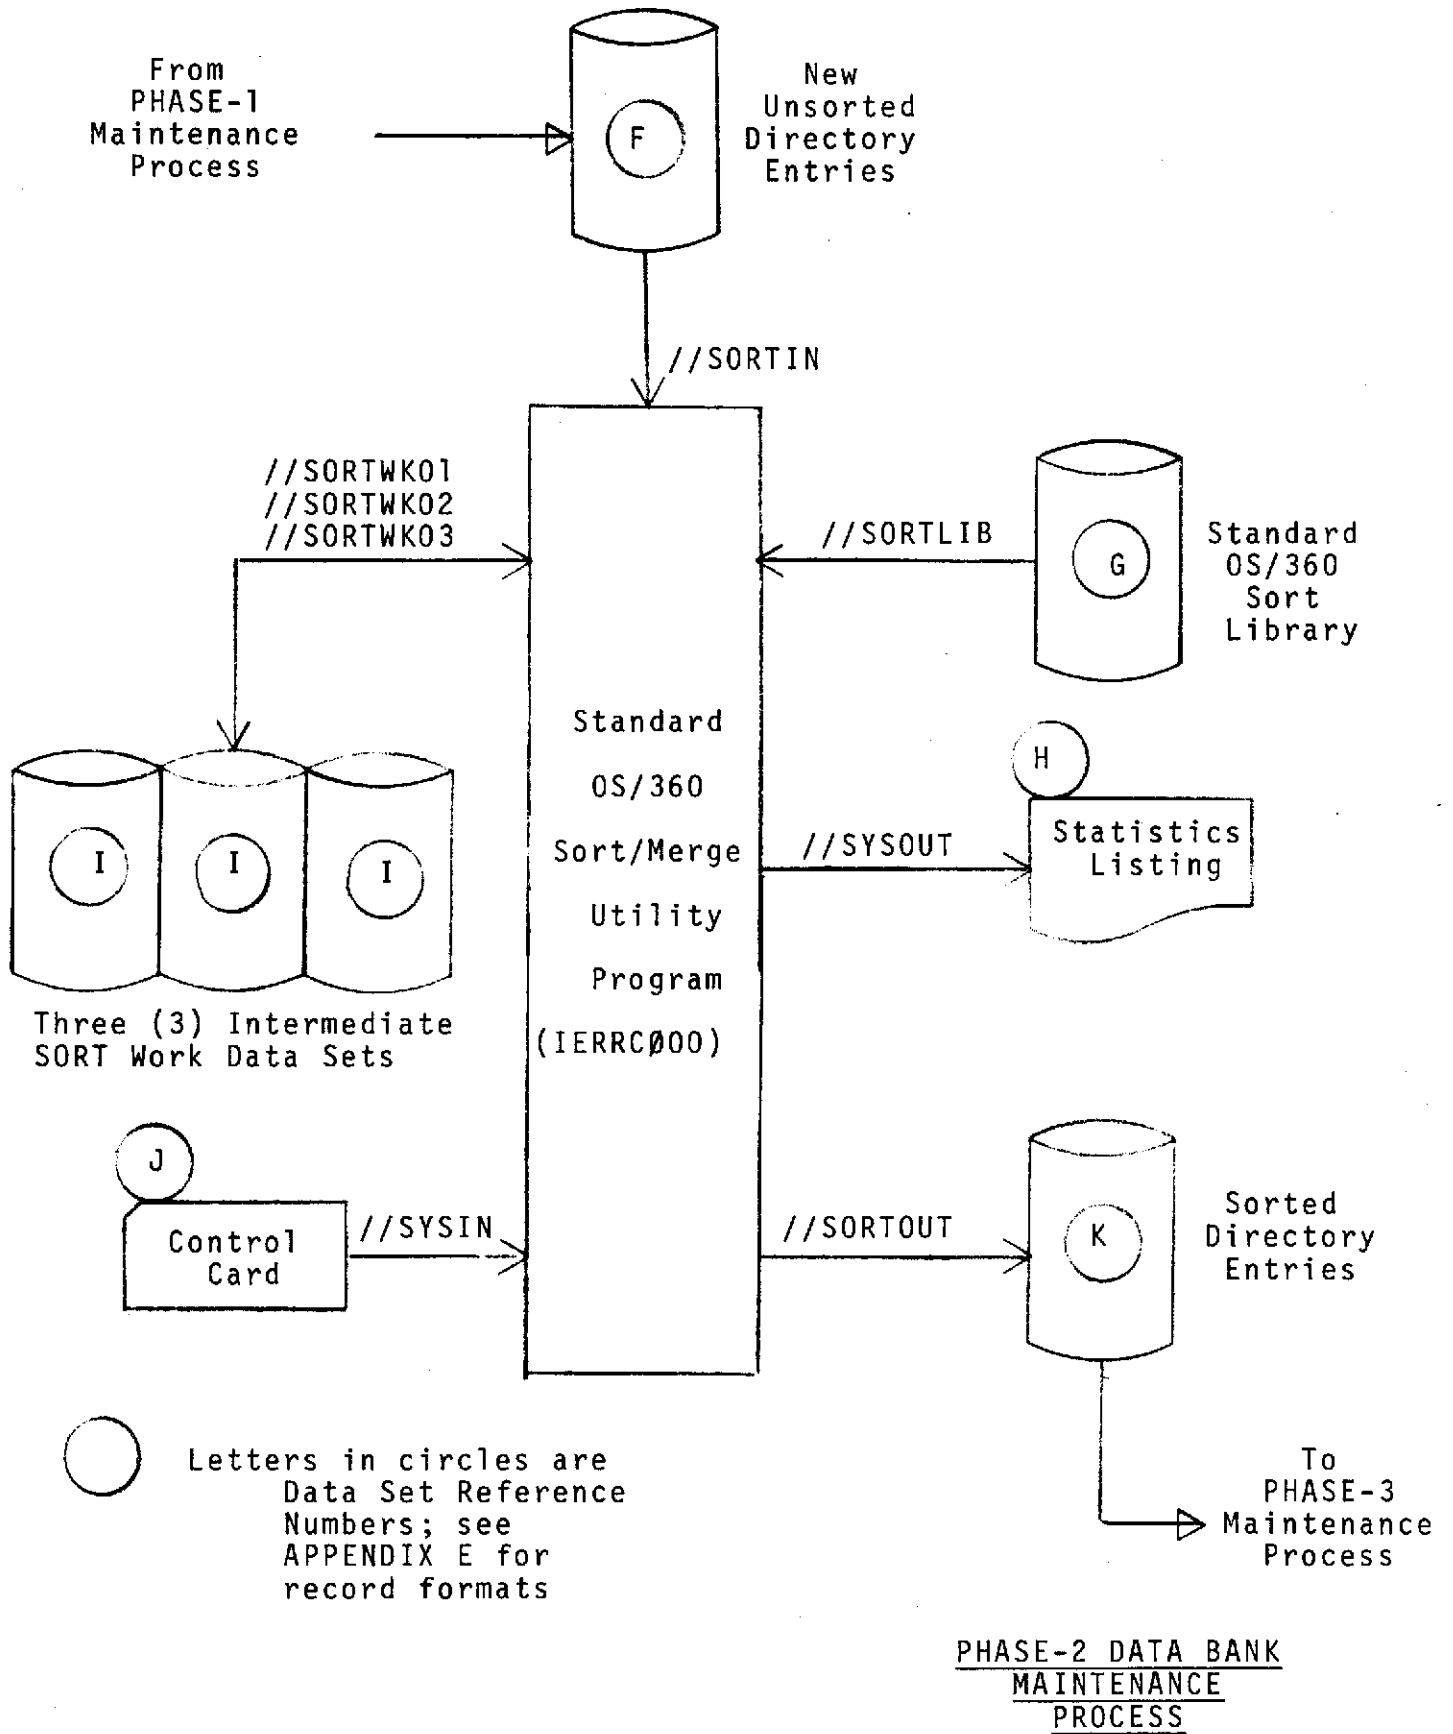 From
PHASE-1
Maintenance
Process
F
New
Unsorted
Directory
Entries
//SORTIN
//SORTWK01
//SORTWK02
//SORTWK03
//SORTLIB
G
Standard
OS/360
Sort
Library
Standard
OS/360
Sort/Merge
Utility
Program
(IERRCØ00)
H
Statistics
Listing
//SYSOUT
I
I
I
Three (3) Intermediate
SORT Work Data Sets
J
Control
Card
//SYSIN
//SORTOUT
K
Sorted
Directory
Entries
Letters in circles are
Data Set Reference
Numbers; see
APPENDIX E for
record formats
To
PHASE-3
Maintenance
Process
PHASE-2 DATA BANK
MAINTENANCE
PROCESS